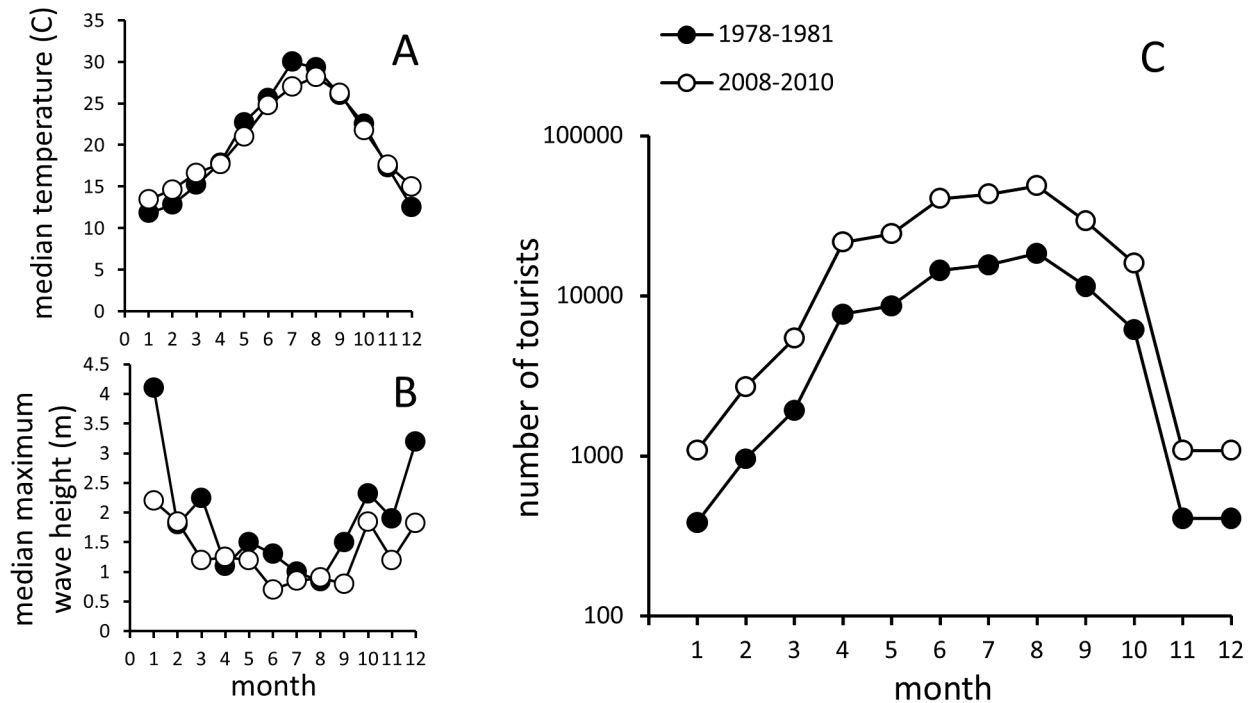 median temperature (C)
A
35
30
25
20
15
10
5
0
0 1 2 3 4 5 6 7 8 9 10 11 12
median maximum
wave height (m)
B
4.5
4
3.5
3
2.5
2
1.5
1
0.5
0
0 1 2 3 4 5 6 7 8 9 10 11 12
month
1978-1981
2008-2010
C
number of tourists
100000
10000
1000
100
1 2 3 4 5 6 7 8 9 10 11 12
month